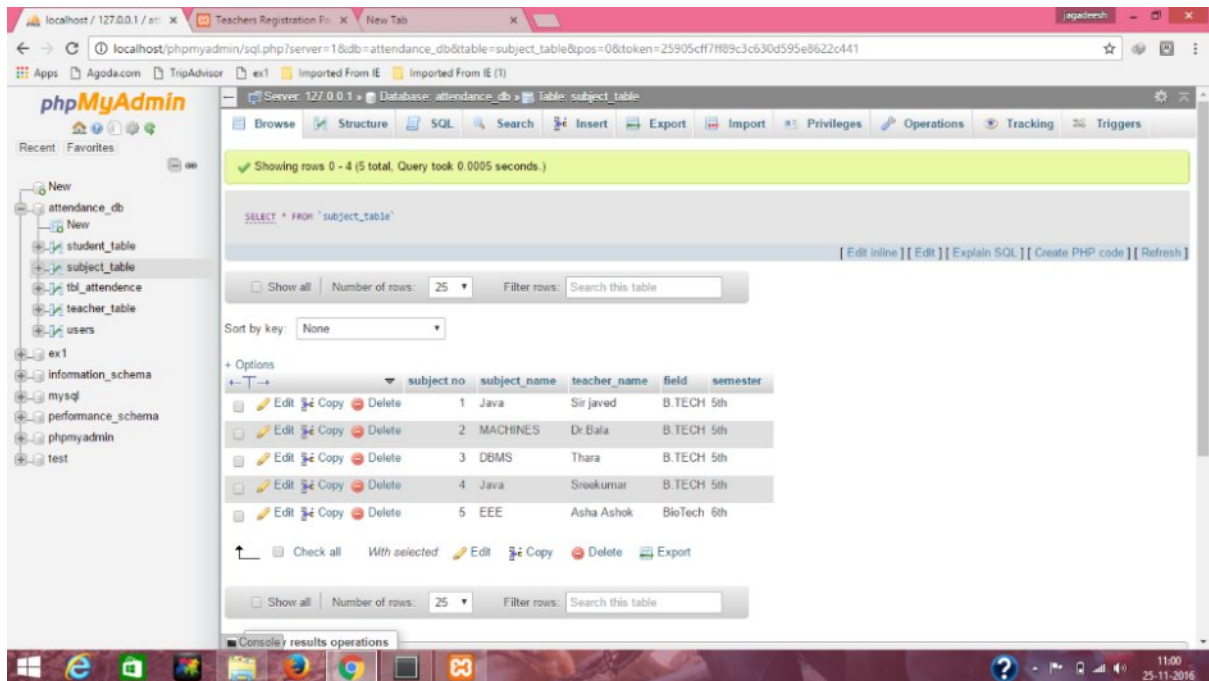 localhost / 127.0.0.1 / att
Teachers Registration Fo
New Tab
jagadeesh
localhost/phpmyadmin/sql.php?server=1&db=attendance_db&table=subject_table&pos=0&token=25905cff7ff89c3c630d595e8622c441
Apps Agoda.com TripAdvisor ex1 Imported From IE Imported From IE (1)
phpMyAdmin
Recent Favorites
New
attendance_db
New
student_table
subject_table
tbl_attendence
teacher_table
users
ex1
information_schema
mysql
performance_schema
phpmyadmin
test
Server: 127.0.0.1 » Database: attendance_db » Table: subject_table
Browse Structure SQL Search Insert Export Import Privileges Operations Tracking Triggers
Showing rows 0 - 4 (5 total, Query took 0.0005 seconds.)
SELECT * FROM `subject_table`
[ Edit inline ] [ Edit ] [ Explain SQL ] [ Create PHP code ] [ Refresh ]
Show all Number of rows: 25 Filter rows: Search this table
Sort by key: None
+ Options
←T→ subject no subject_name teacher_name field semester
Edit Copy Delete 1 Java Sir javed B.TECH 5th
Edit Copy Delete 2 MACHINES Dr.Bala B.TECH 5th
Edit Copy Delete 3 DBMS Thara B.TECH 5th
Edit Copy Delete 4 Java Sreekumar B.TECH 5th
Edit Copy Delete 5 EEE Asha Ashok BioTech 6th
Check all With selected: Edit Copy Delete Export
Show all Number of rows: 25 Filter rows: Search this table
Console results operations
11:00
25-11-2016